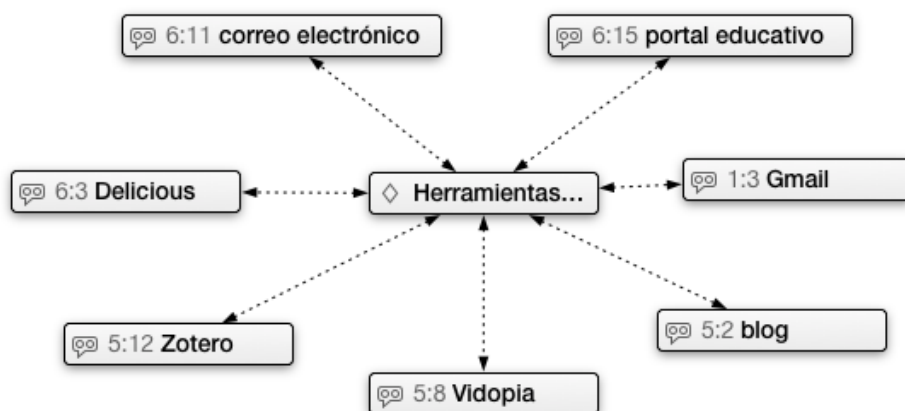 6:11 correo electrónico
6:15 portal educativo
6:3 Delicious
Herramientas...
1:3 Gmail
5:12 Zotero
5:2 blog
5:8 Vidopia